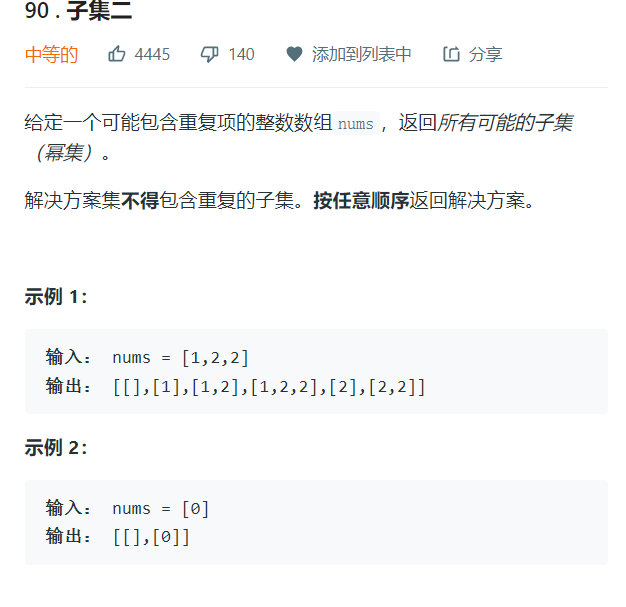 90 . 子集二
中等的 4445 140 添加到列表中 分享
给定一个可能包含重复项的整数数组 nums ，返回所有可能的子集
（幂集）。
解决方案集不得包含重复的子集。按任意顺序返回解决方案。
示例 1：
输入： nums = [1,2,2]
输出： [[],[1],[1,2],[1,2,2],[2],[2,2]]
示例 2：
输入： nums = [0]
输出： [[],[0]]